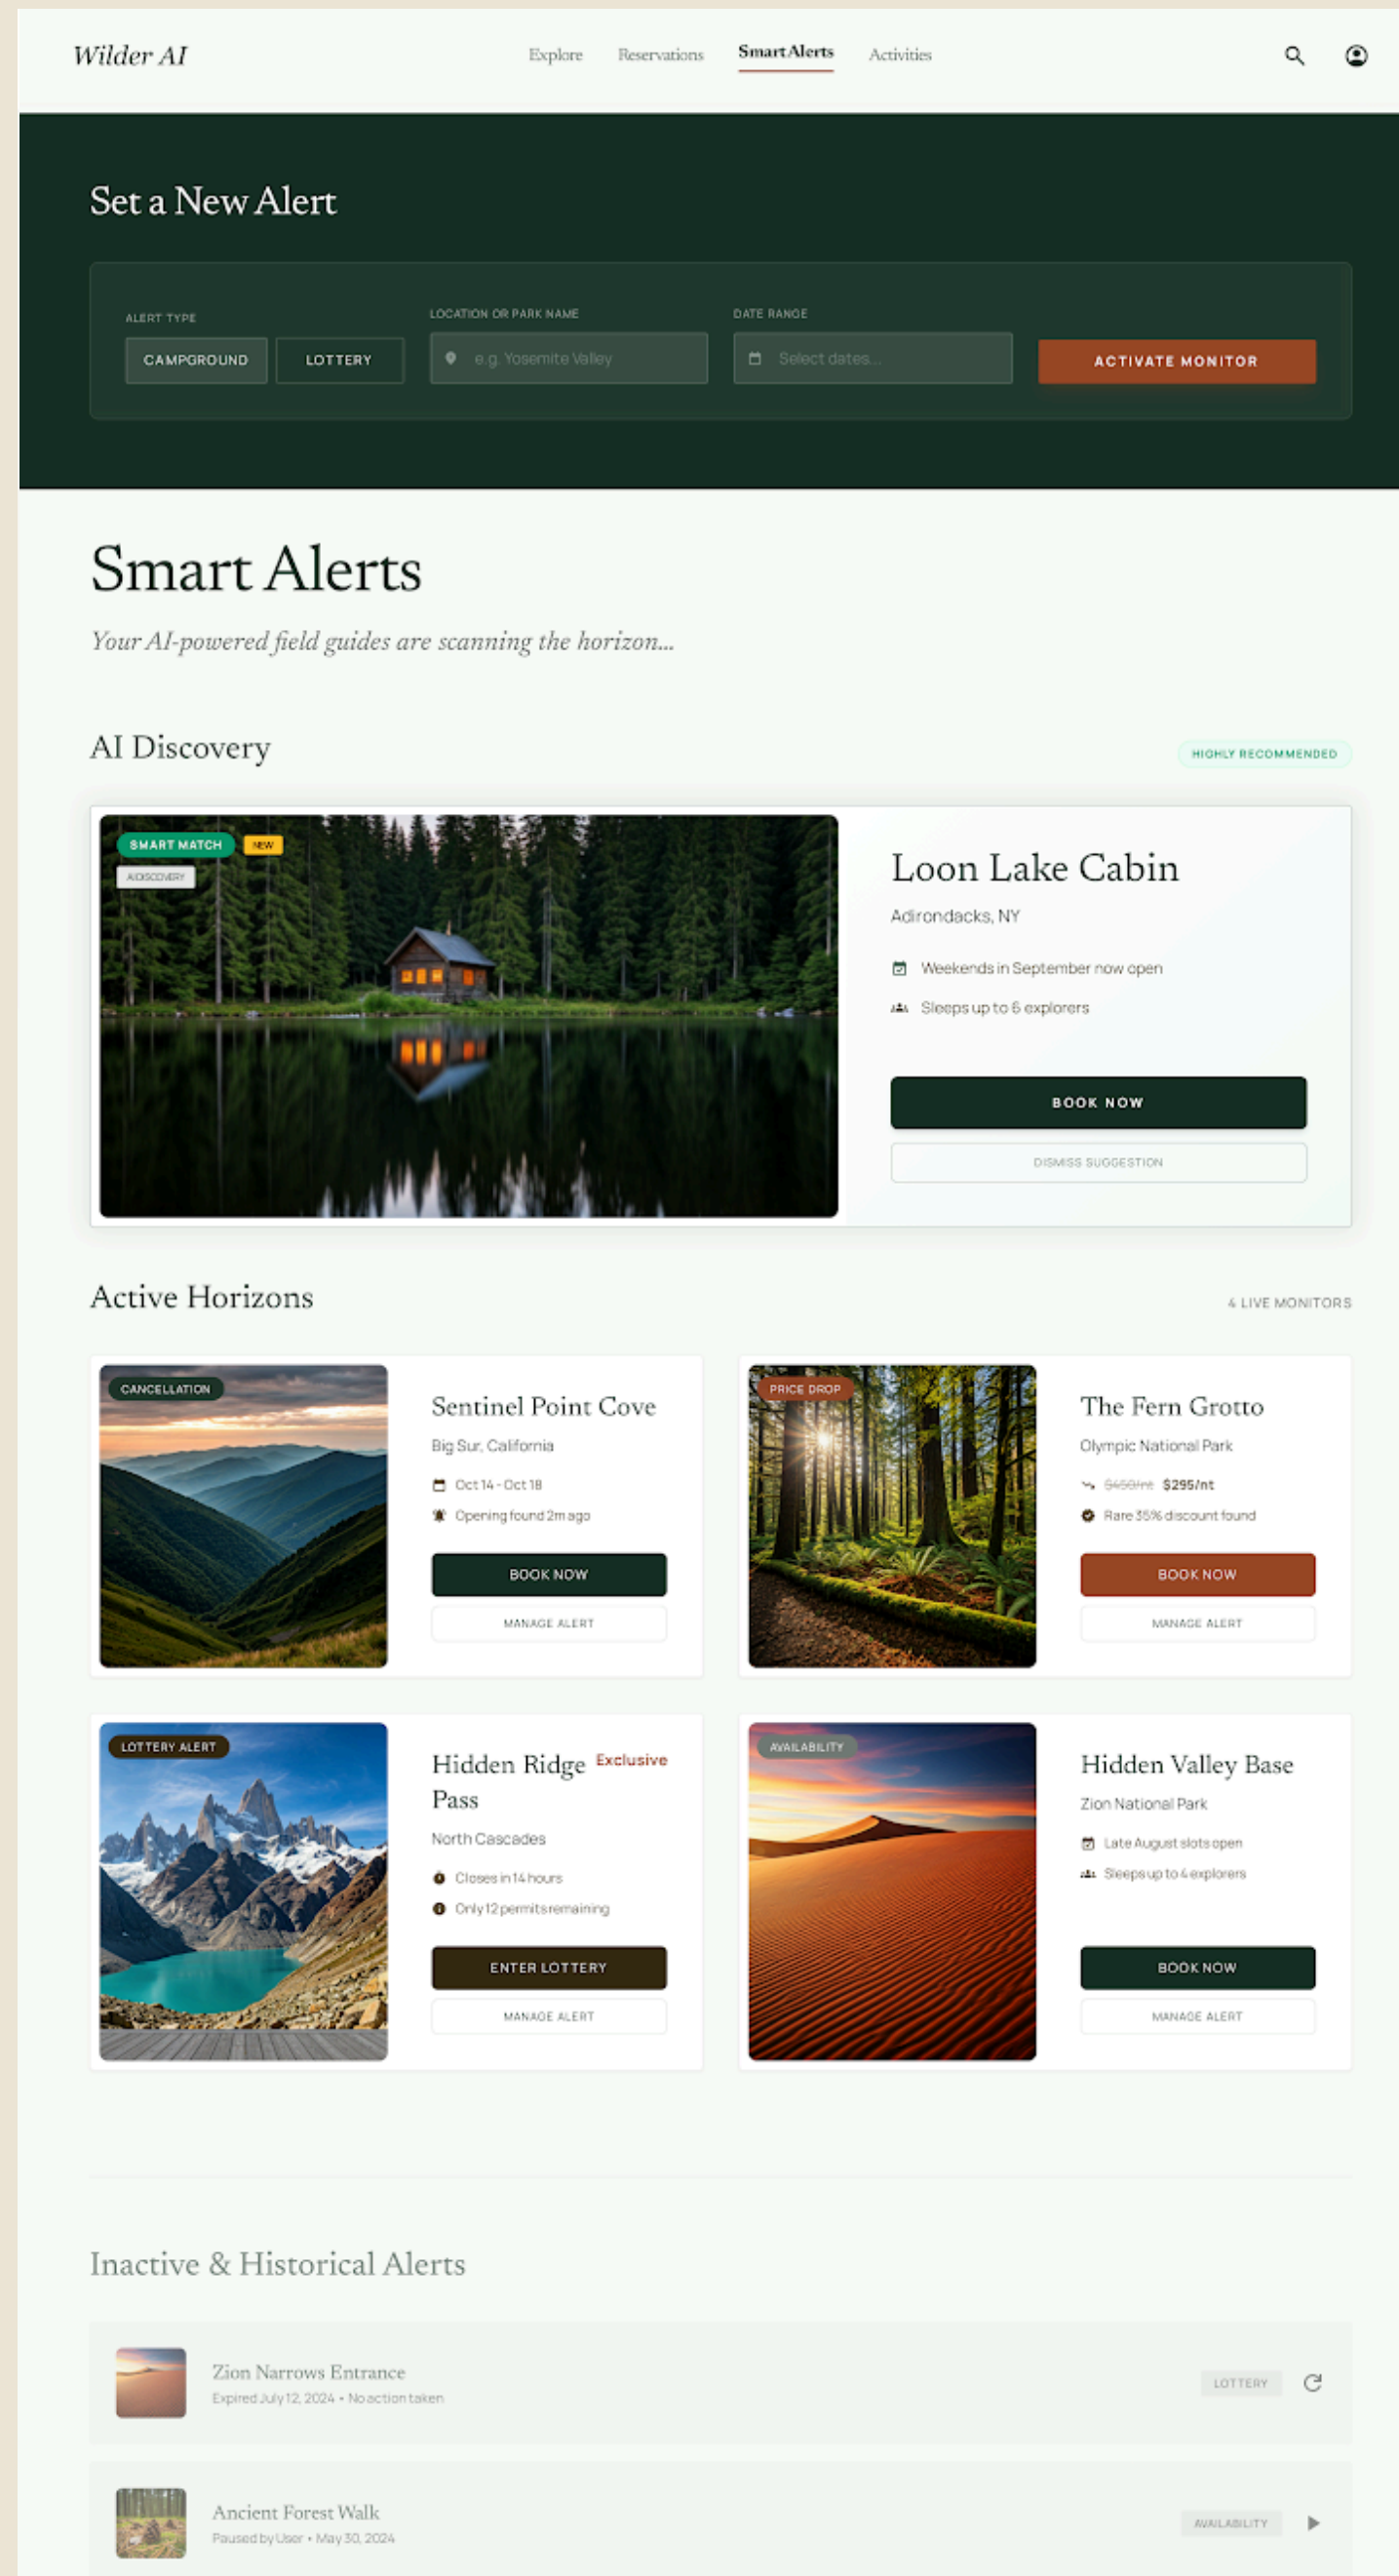 Wilder AI
Explore
Reservations
Smart Alerts
Activities
Set a New Alert
ALERT TYPE
LOCATION OR PARK NAME
DATE RANGE
CAMPGROUND
LOTTERY
e.g. Yosemite Valley
Select dates...
ACTIVATE MONITOR
Smart Alerts
Your AI-powered field guides are scanning the horizon...
AI Discovery
HIGHLY RECOMMENDED
SMART MATCH
NEW
AI DISCOVERY
Loon Lake Cabin
Adirondacks, NY
Weekends in September now open
Sleeps up to 6 explorers
BOOK NOW
DISMISS SUGGESTION
Active Horizons
4 LIVE MONITORS
CANCELLATION
Sentinel Point Cove
Big Sur, California
Oct 14 - Oct 18
Opening found 2m ago
BOOK NOW
MANAGE ALERT
PRICE DROP
The Fern Grotto
Olympic National Park
$450/nt $295/nt
Rare 35% discount found
BOOK NOW
MANAGE ALERT
LOTTERY ALERT
Hidden Ridge
Pass
Exclusive
North Cascades
Closes in 14 hours
Only 12 permits remaining
ENTER LOTTERY
MANAGE ALERT
AVAILABILITY
Hidden Valley Base
Zion National Park
Late August slots open
Sleeps up to 4 explorers
BOOK NOW
MANAGE ALERT
Inactive & Historical Alerts
Zion Narrows Entrance
Expired July 12, 2024 • No action taken
LOTTERY
Ancient Forest Walk
Paused by User • May 30, 2024
AVAILABILITY